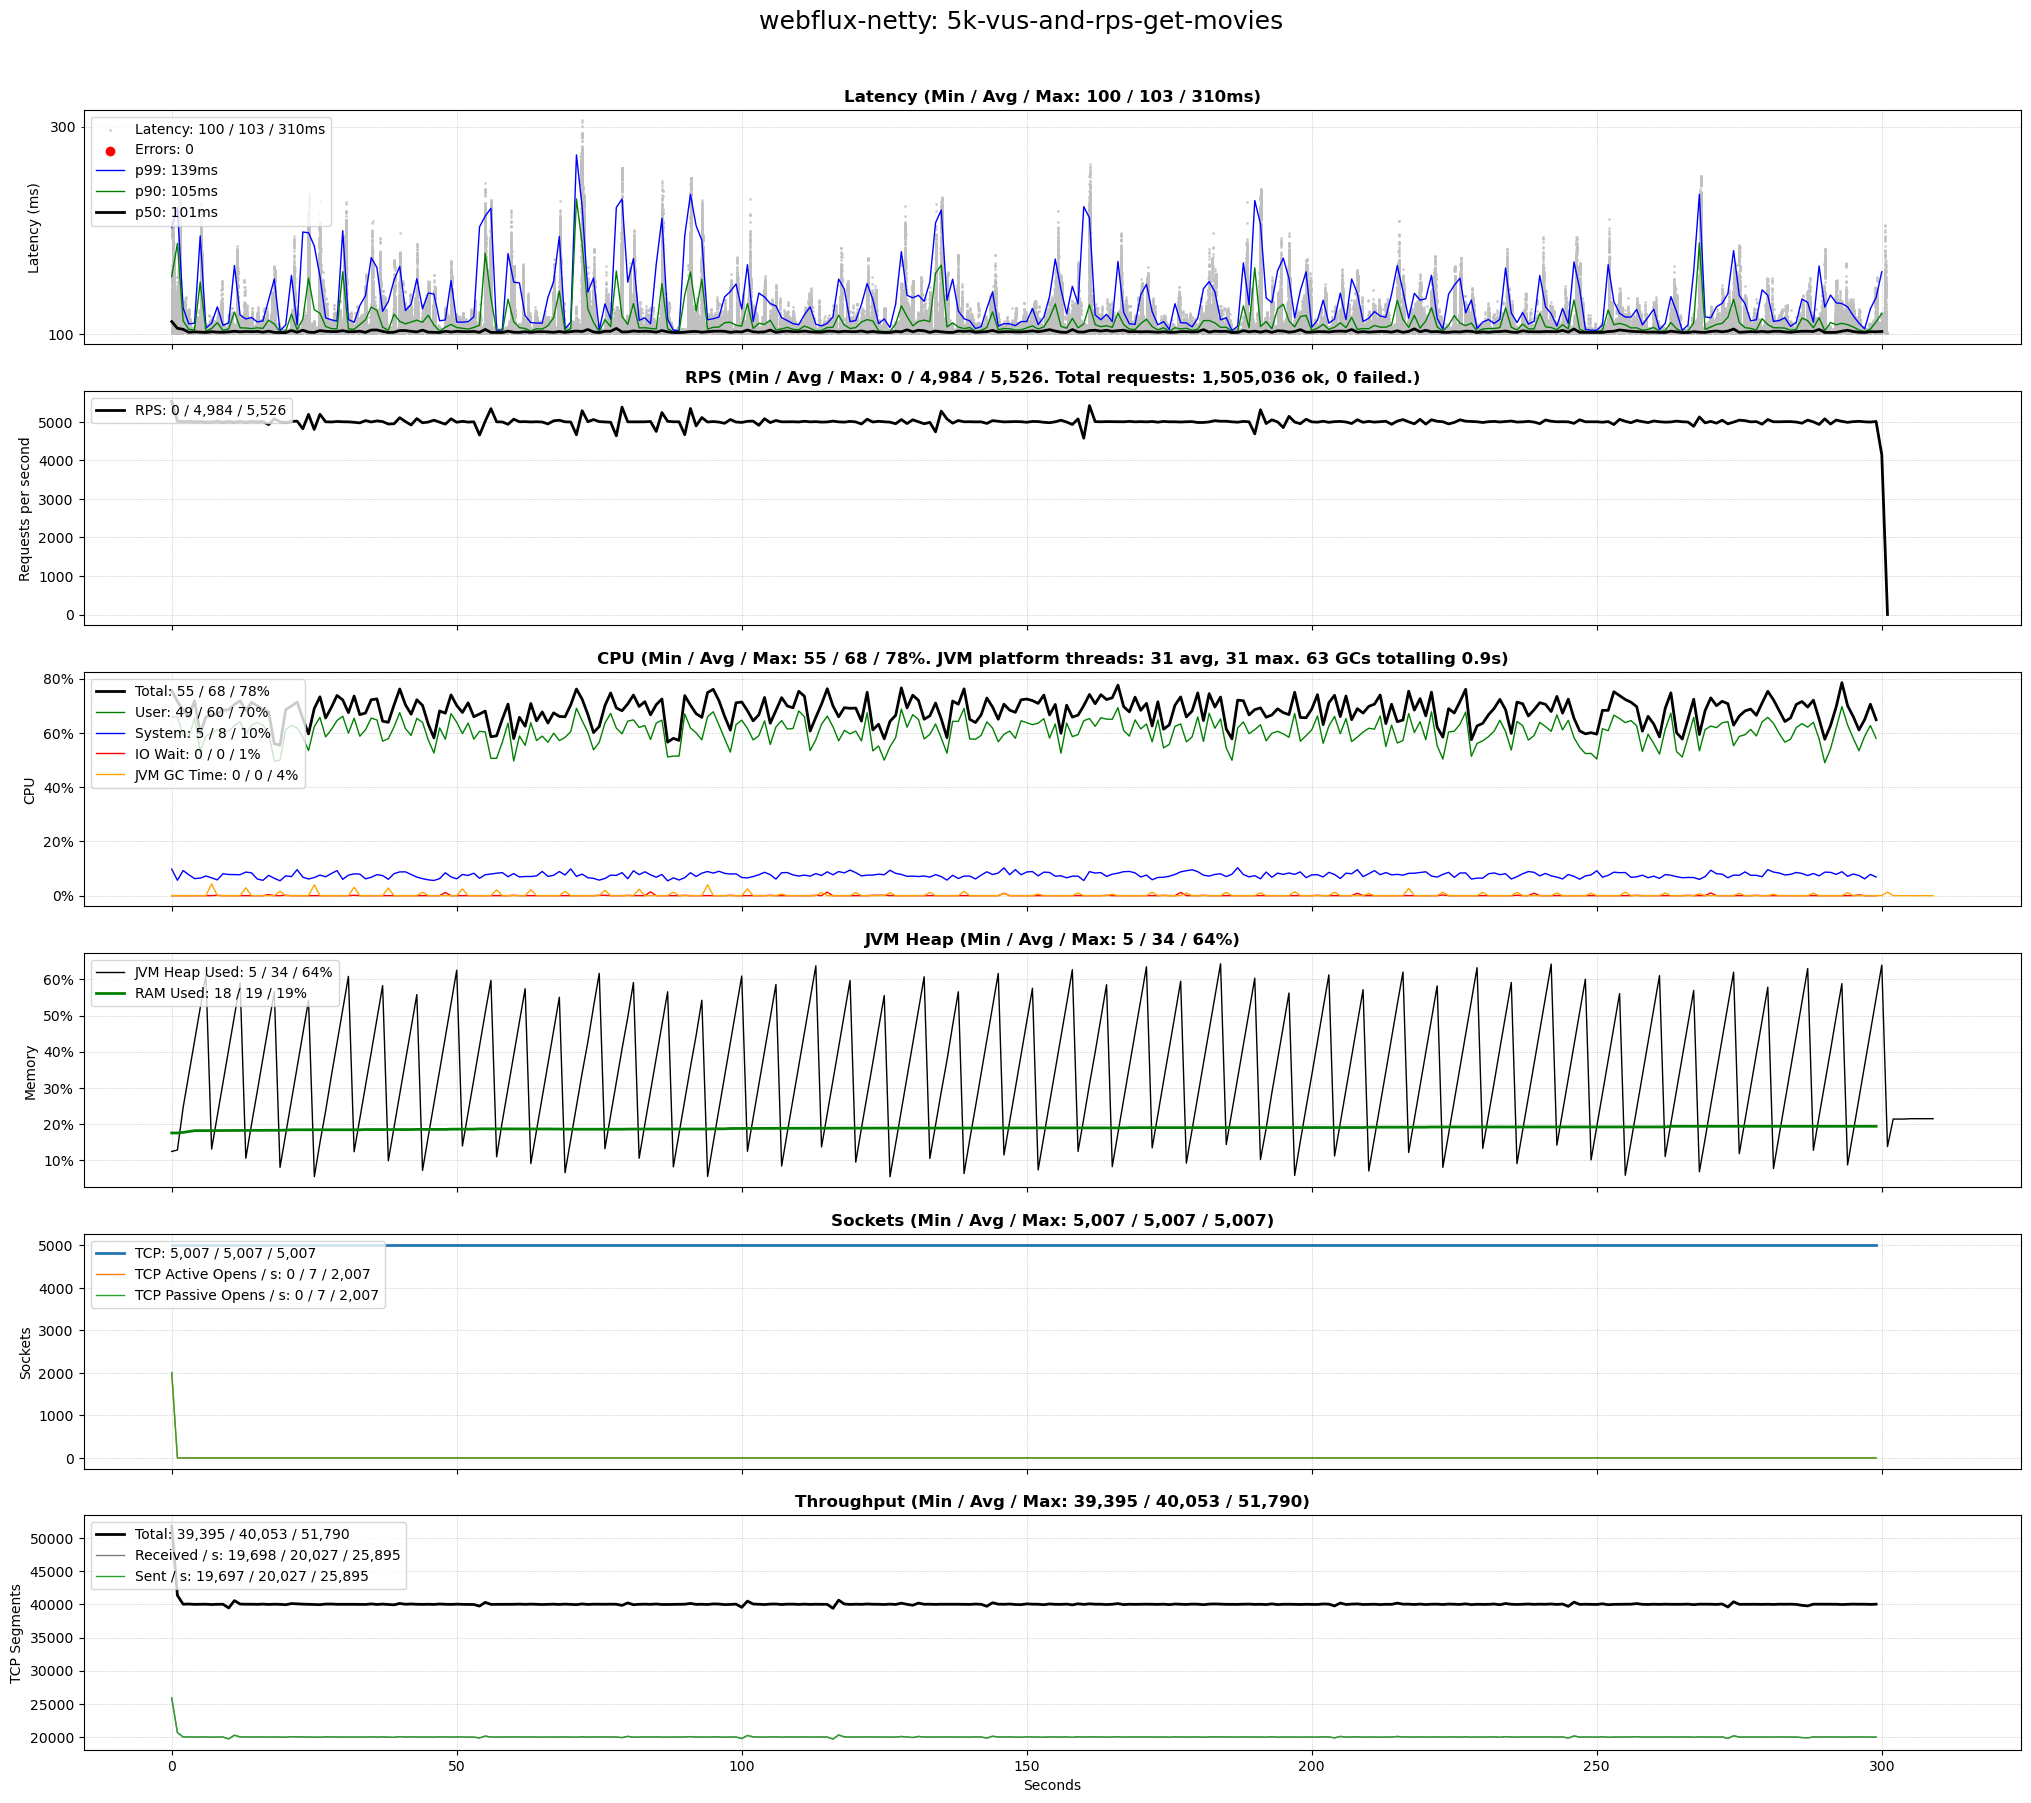 webflux-netty: 5k-vus-and-rps-get-movies
Latency (Min / Avg / Max: 100 / 103 / 310ms)
Latency (ms)
300
100
Latency: 100 / 103 / 310ms
Errors: 0
p99: 139ms
p90: 105ms
p50: 101ms
RPS (Min / Avg / Max: 0 / 4,984 / 5,526. Total requests: 1,505,036 ok, 0 failed.)
Requests per second
5000
4000
3000
2000
1000
0
RPS: 0 / 4,984 / 5,526
CPU (Min / Avg / Max: 55 / 68 / 78%. JVM platform threads: 31 avg, 31 max. 63 GCs totalling 0.9s)
CPU
80%
60%
40%
20%
0%
Total: 55 / 68 / 78%
User: 49 / 60 / 70%
System: 5 / 8 / 10%
IO Wait: 0 / 0 / 1%
JVM GC Time: 0 / 0 / 4%
JVM Heap (Min / Avg / Max: 5 / 34 / 64%)
Memory
60%
50%
40%
30%
20%
10%
JVM Heap Used: 5 / 34 / 64%
RAM Used: 18 / 19 / 19%
Sockets (Min / Avg / Max: 5,007 / 5,007 / 5,007)
Sockets
5000
4000
3000
2000
1000
0
TCP: 5,007 / 5,007 / 5,007
TCP Active Opens / s: 0 / 7 / 2,007
TCP Passive Opens / s: 0 / 7 / 2,007
Throughput (Min / Avg / Max: 39,395 / 40,053 / 51,790)
TCP Segments
50000
45000
40000
35000
30000
25000
20000
Total: 39,395 / 40,053 / 51,790
Received / s: 19,698 / 20,027 / 25,895
Sent / s: 19,697 / 20,027 / 25,895
0 50 100 150 200 250 300
Seconds